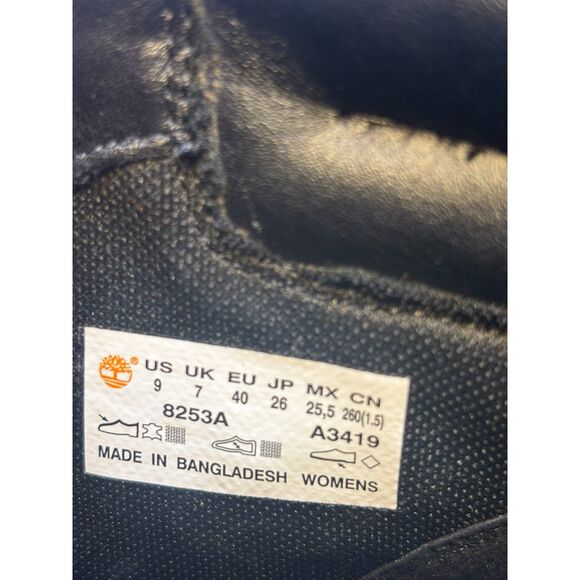 ® US UK EU JP MX CN
9 7 40 26 25,5 260(1.5)
8253A A3419
MADE IN BANGLADESH WOMENS